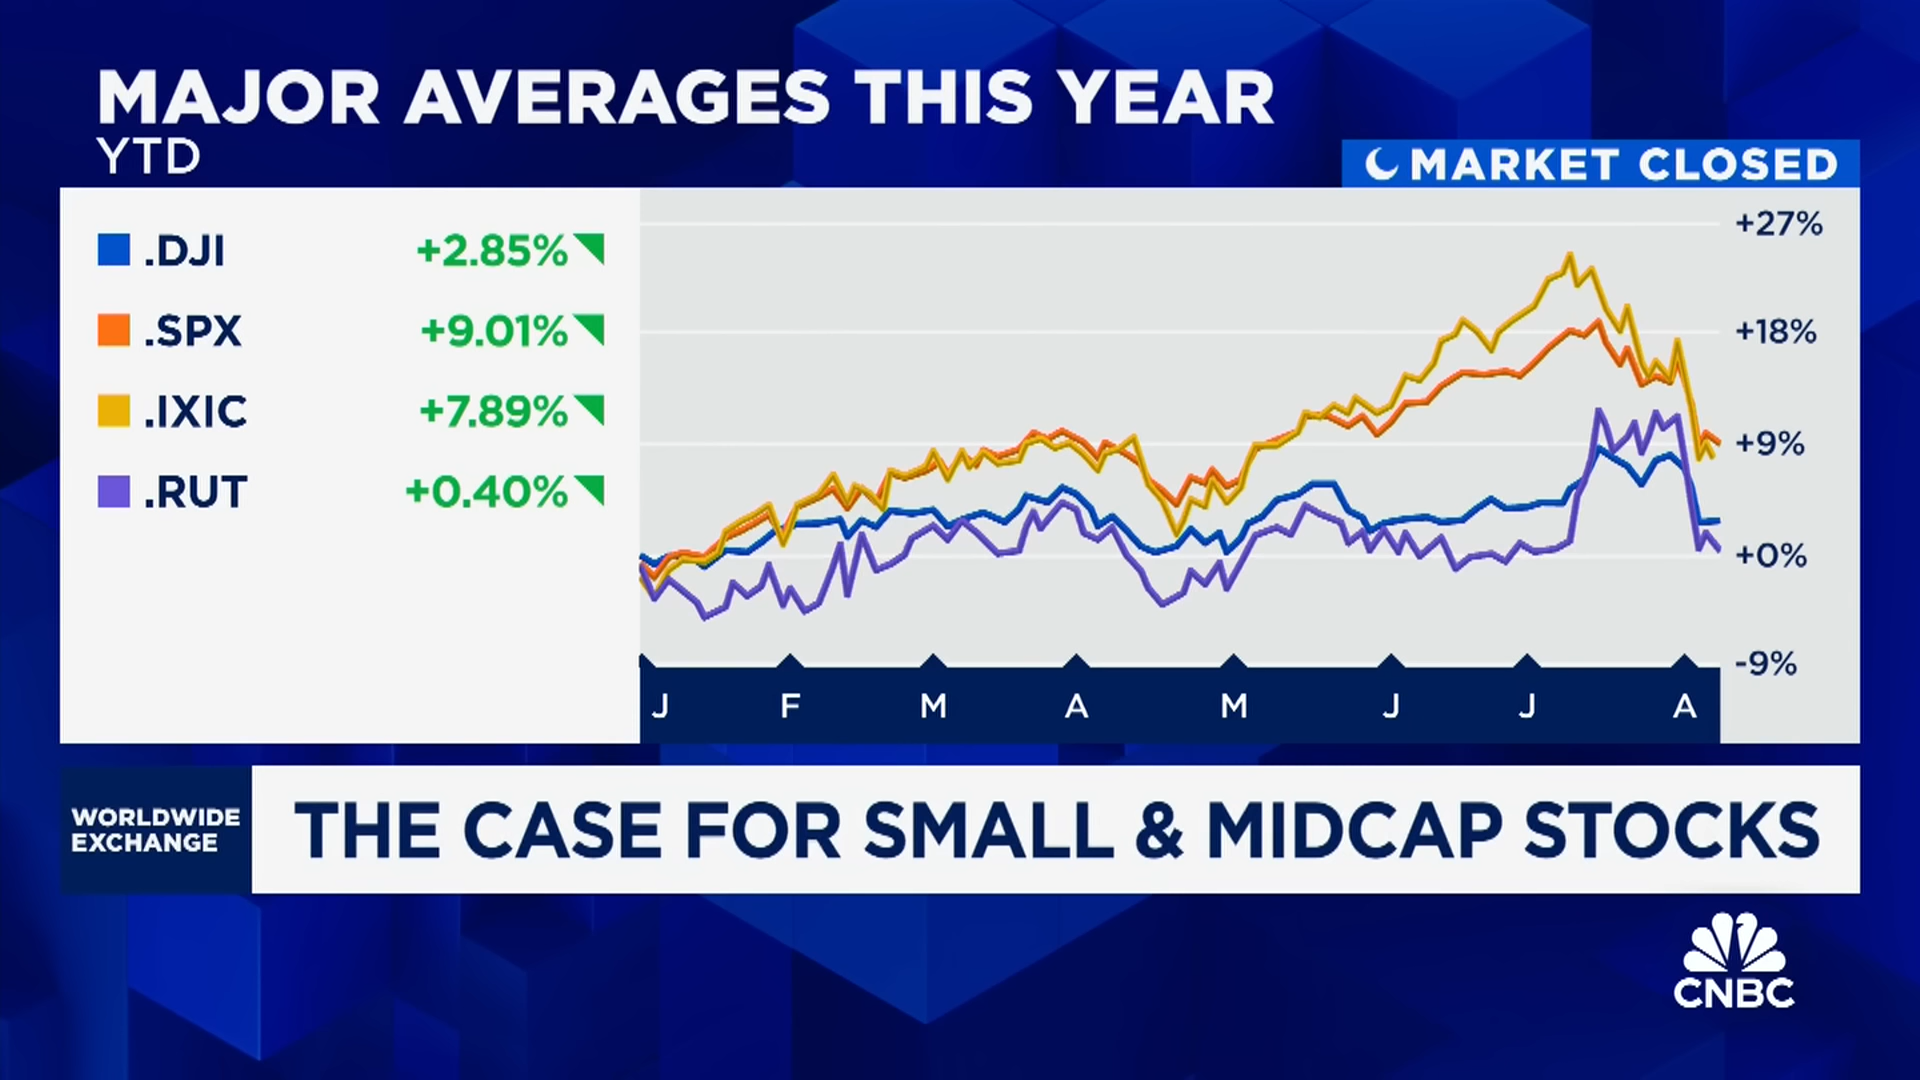 MAJOR AVERAGES THIS YEAR
YTD
MARKET CLOSED
.DJI +2.85%
.SPX +9.01%
.IXIC +7.89%
.RUT +0.40%
+27%
+18%
+9%
+0%
-9%
J F M A M J J A
WORLDWIDE
EXCHANGE
THE CASE FOR SMALL & MIDCAP STOCKS
CNBC